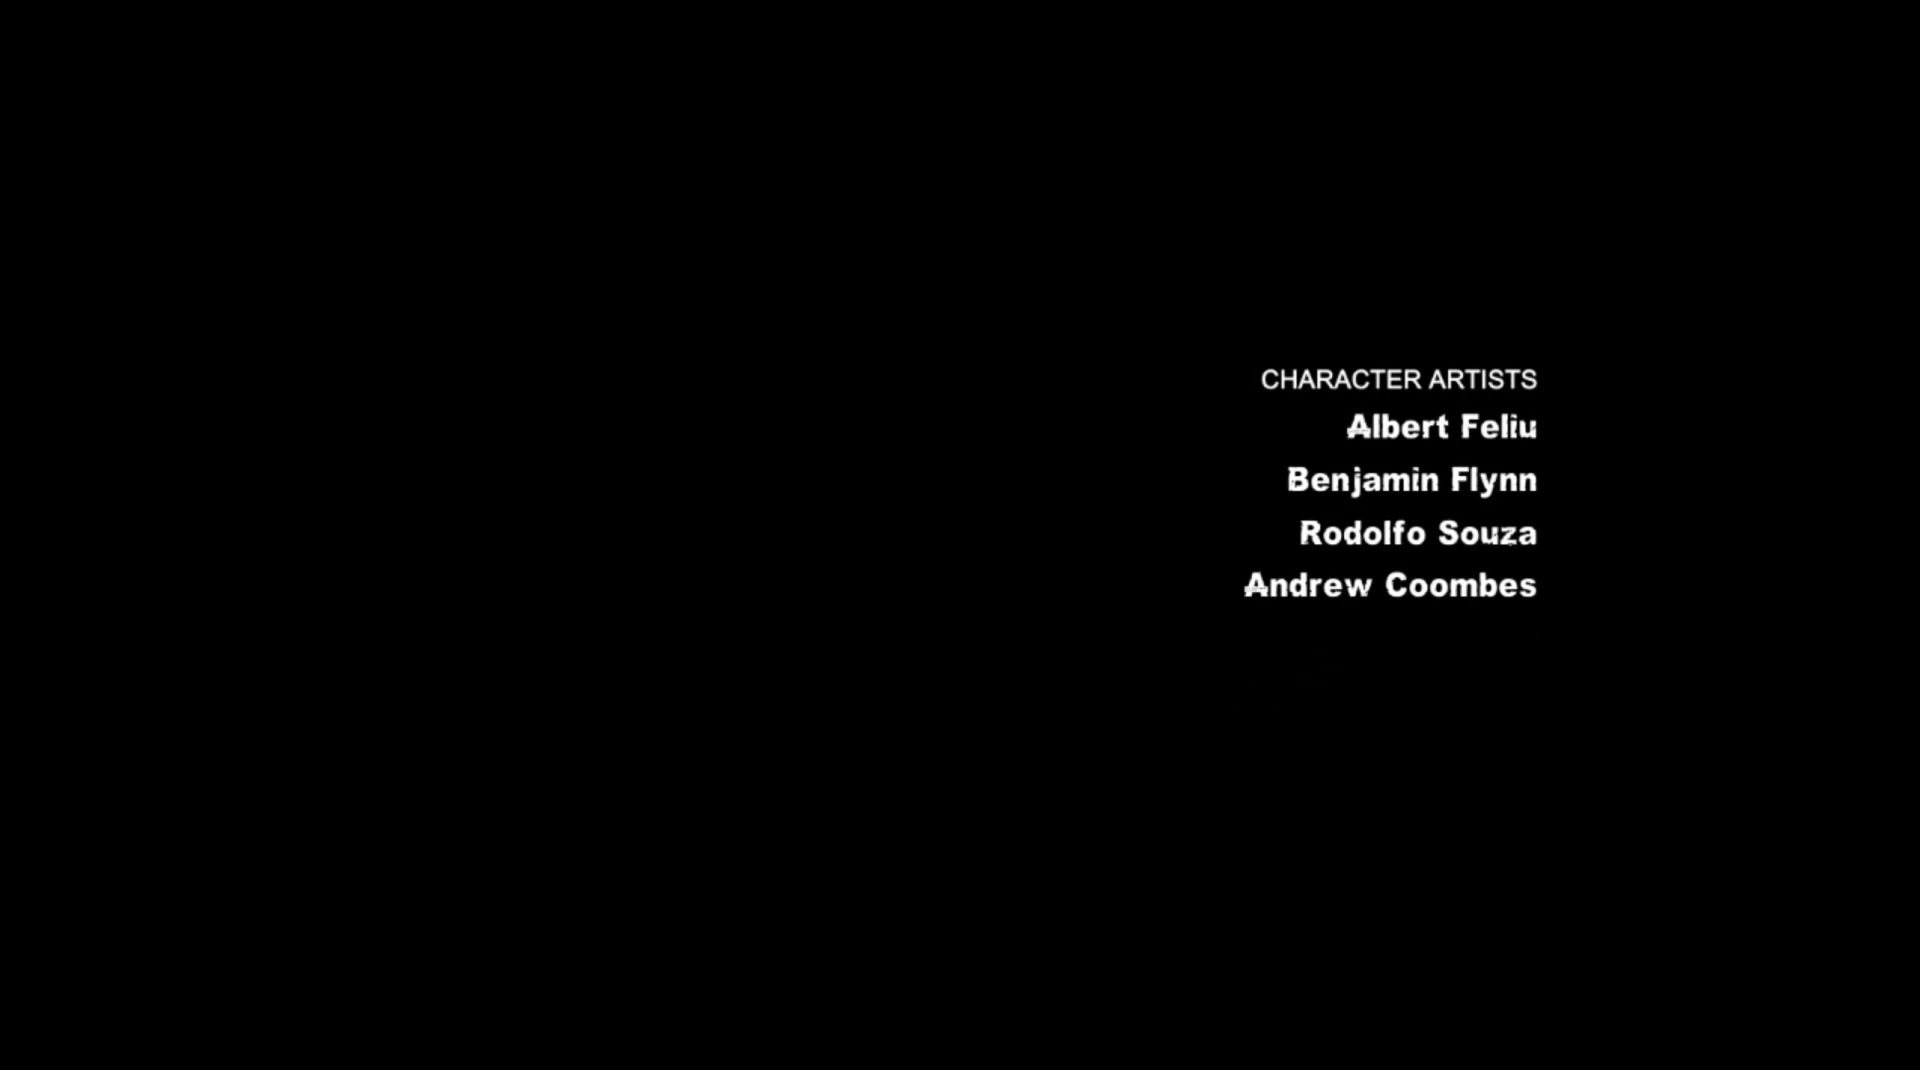 CHARACTER ARTISTS
Albert Feliu
Benjamin Flynn
Rodolfo Souza
Andrew Coombes